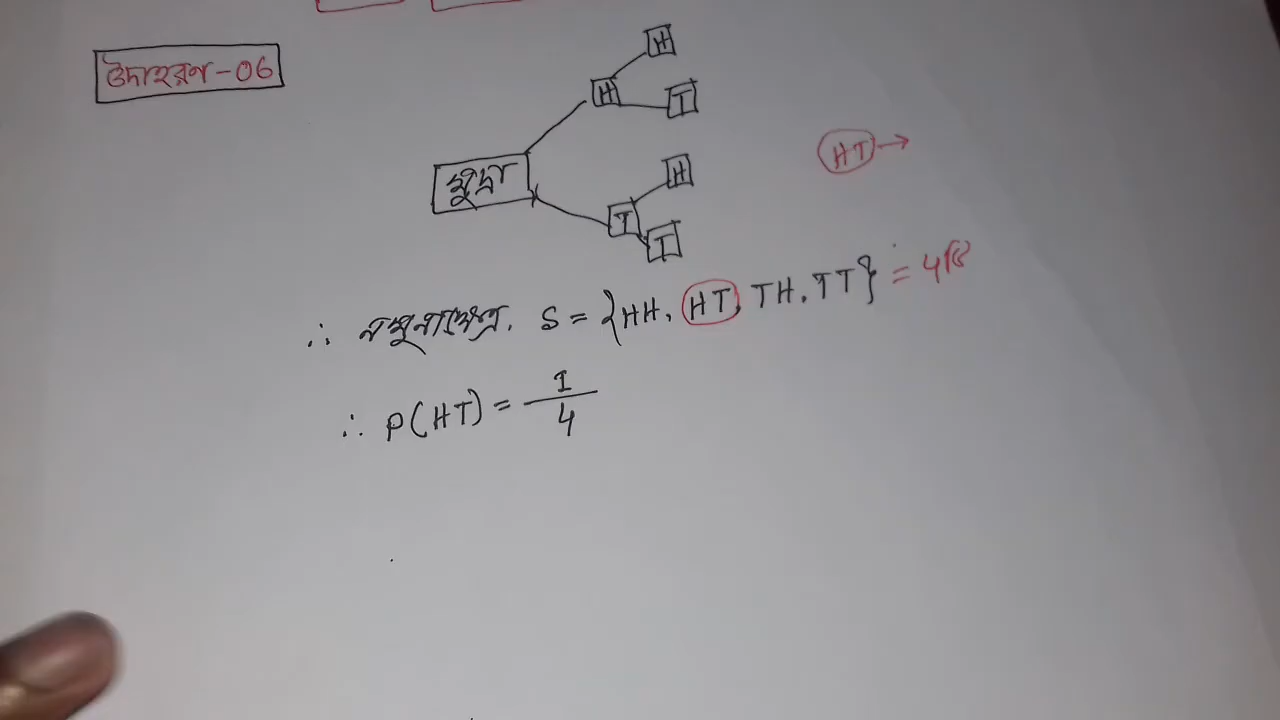 উদাহরণ-06
H
H
T
মুদ্রা
HT→
H
T
T
∴ নমুনাক্ষেত্র, S = {HH, HT, TH, TT} = 4টি
∴ P(HT) = 1/4